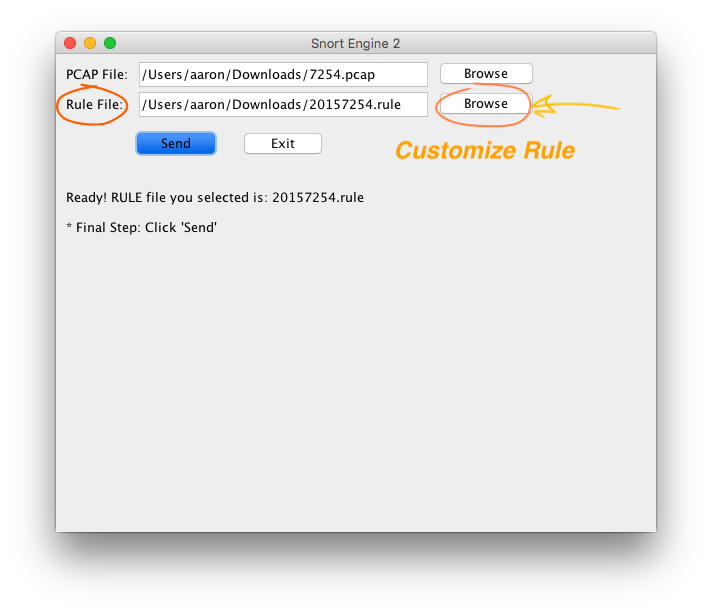 Snort Engine 2
PCAP File: /Users/aaron/Downloads/7254.pcap Browse
Rule File: /Users/aaron/Downloads/20157254.rule Browse
Send Exit
Customize Rule
Ready! RULE file you selected is: 20157254.rule
* Final Step: Click 'Send'